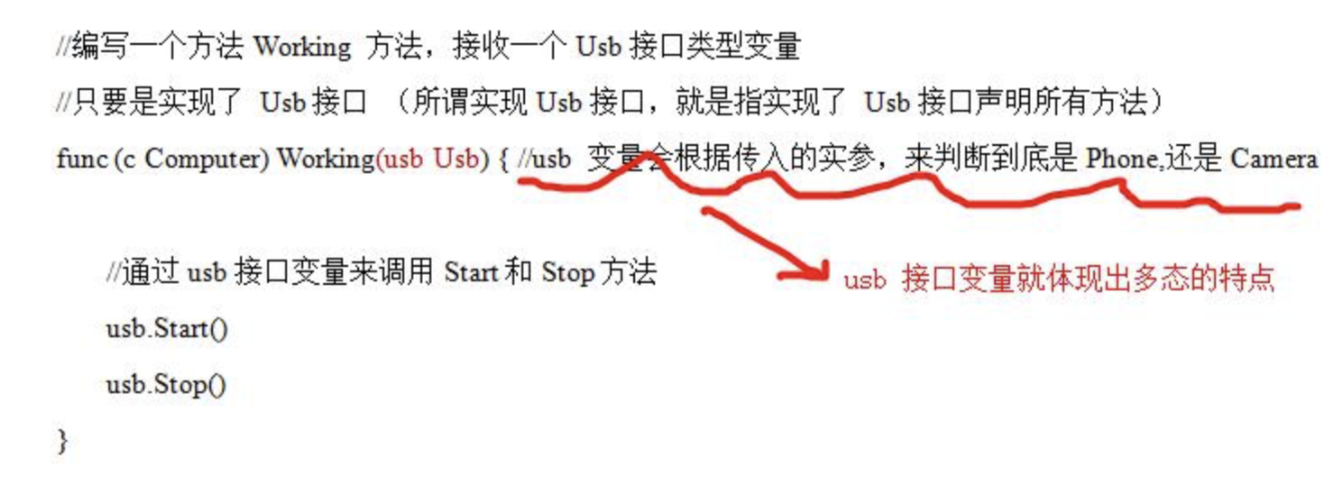 //编写一个方法 Working 方法，接收一个 Usb 接口类型变量
//只要是实现了 Usb 接口 （所谓实现 Usb 接口，就是指实现了 Usb 接口声明所有方法）
func (c Computer) Working(usb Usb) { //usb 变量会根据传入的实参，来判断到底是 Phone,还是 Camera
//通过 usb 接口变量来调用 Start 和 Stop 方法
usb 接口变量就体现出多态的特点
usb.Start()
usb.Stop()
}